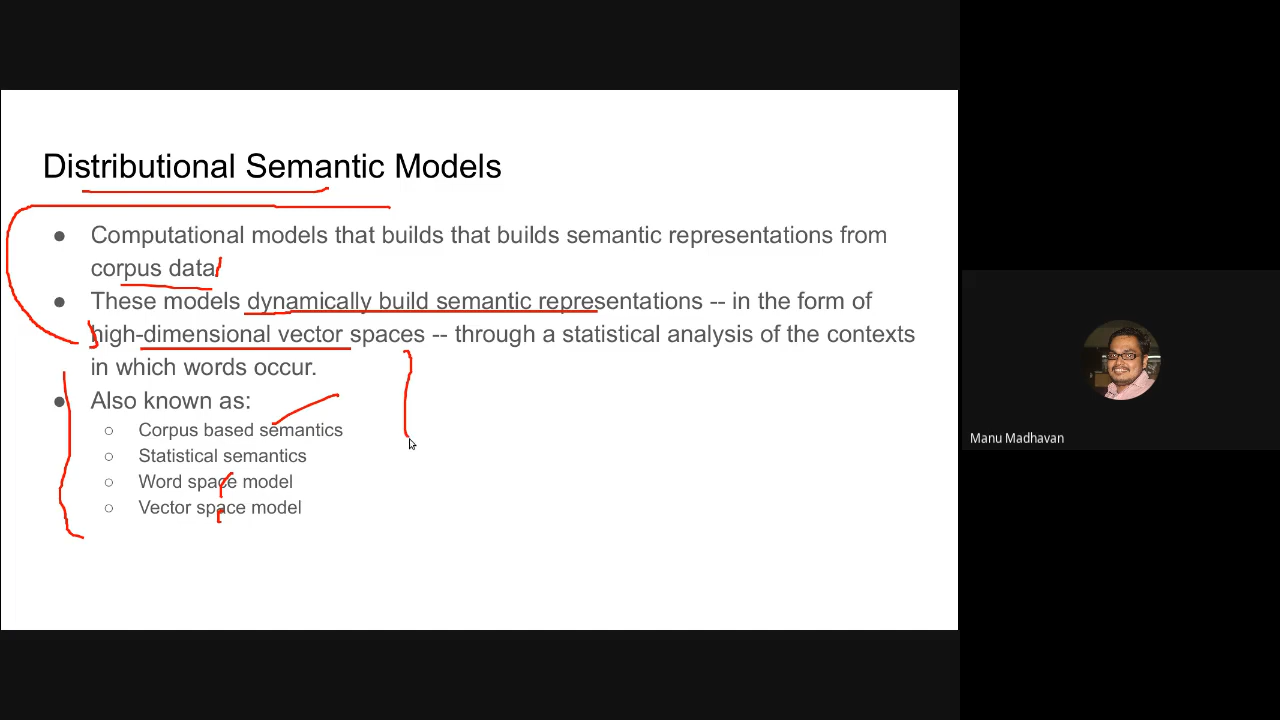 Distributional Semantic Models
● Computational models that builds that builds semantic representations from
corpus data
● These models dynamically build semantic representations -- in the form of
high-dimensional vector spaces -- through a statistical analysis of the contexts
in which words occur.
● Also known as:
○ Corpus based semantics
○ Statistical semantics
○ Word space model
○ Vector space model
Manu Madhavan